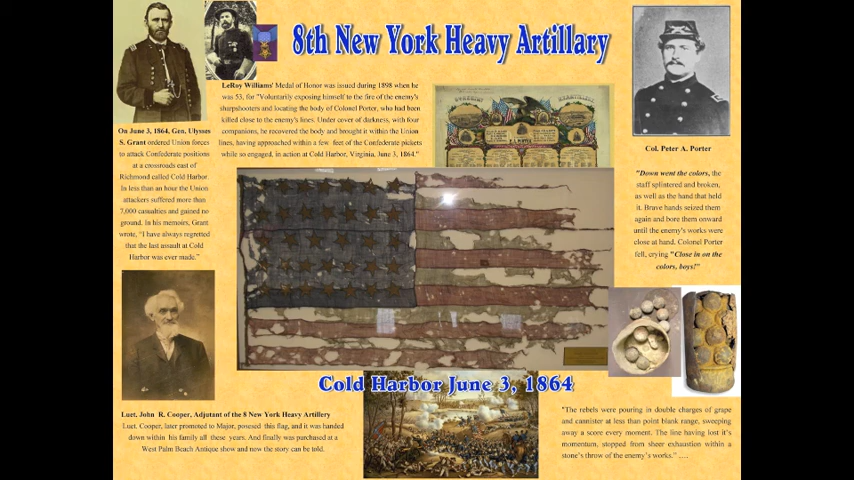 8th New York Heavy Artillary
LeRoy Williams' Medal of Honor was issued during 1898 when he
was 53, for "Voluntarily exposing himself to the fire of the enemy's
sharpshooters and locating the body of Colonel Porter, who had been
killed close to the enemy's lines. Under cover of darkness, with four
companions, he recovered the body and brought it within the Union
lines, having approached within a few feet of the Confederate pickets
while so engaged, in action at Cold Harbor, Virginia, June 3, 1864."
On June 3, 1864, Gen. Ulysses
S. Grant ordered Union forces
to attack Confederate positions
at a crossroads east of
Richmond called Cold Harbor.
In less than an hour the Union
attackers suffered more than
7,000 casualties and gained no
ground. In his memoirs, Grant
wrote, "I have always regretted
that the last assault at Cold
Harbor was ever made."
Col. Peter A. Porter
"Down went the colors, the
staff splintered and broken,
as well as the hand that held
it. Brave hands seized them
again and bore them onward
until the enemy's works were
close at hand. Colonel Porter
fell, crying "Close in on the
colors, boys!"
Cold Harbor June 3, 1864
Luct. John R. Cooper, Adjutant of the 8 New York Heavy Artillery
Luct. Cooper, later promoted to Major, posesed this flag, and it was handed
down within his family all these years. And finally was purchased at a
West Palm Beach Antique show and now the story can be told.
"The rebels were pouring in double charges of grape
and cannister at less than point blank range, sweeping
away a score every moment. The line having lost it's
momentum, stopped from sheer exhaustion within a
stone's throw of the enemy's works." ....